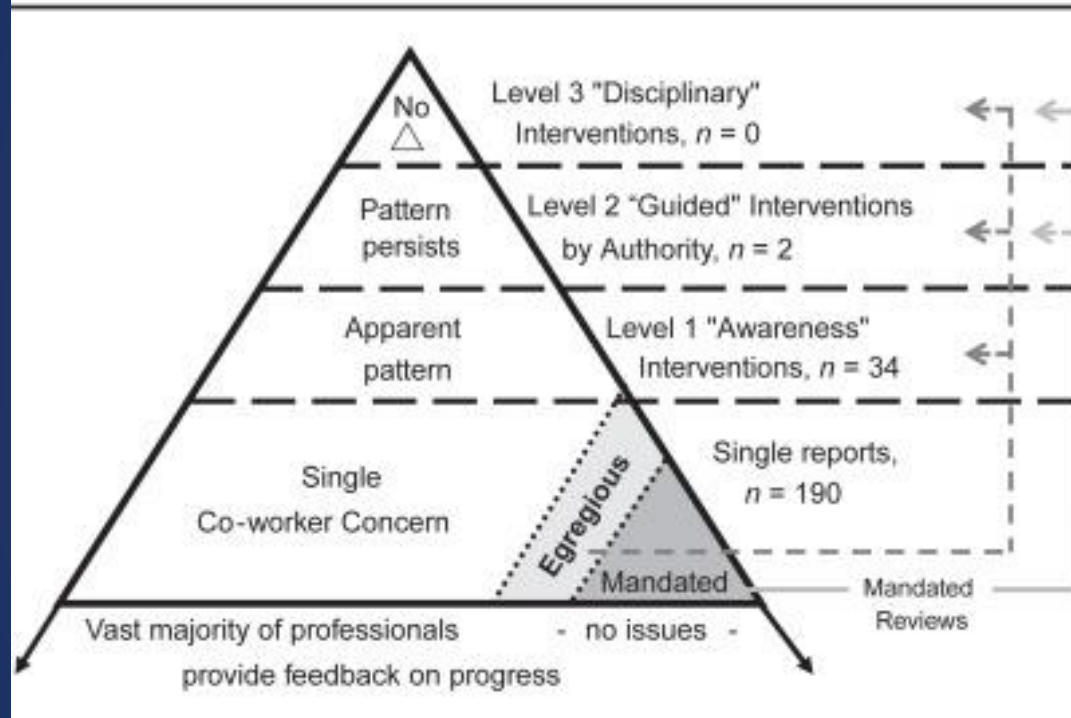 No
△
Level 3 "Disciplinary"
Interventions, n = 0
Pattern
persists
Level 2 "Guided" Interventions
by Authority, n = 2
Apparent
pattern
Level 1 "Awareness"
Interventions, n = 34
Single
Co-worker Concern
Egregious
Mandated
Single reports,
n = 190
Mandated
Reviews
Vast majority of professionals - no issues -
provide feedback on progress